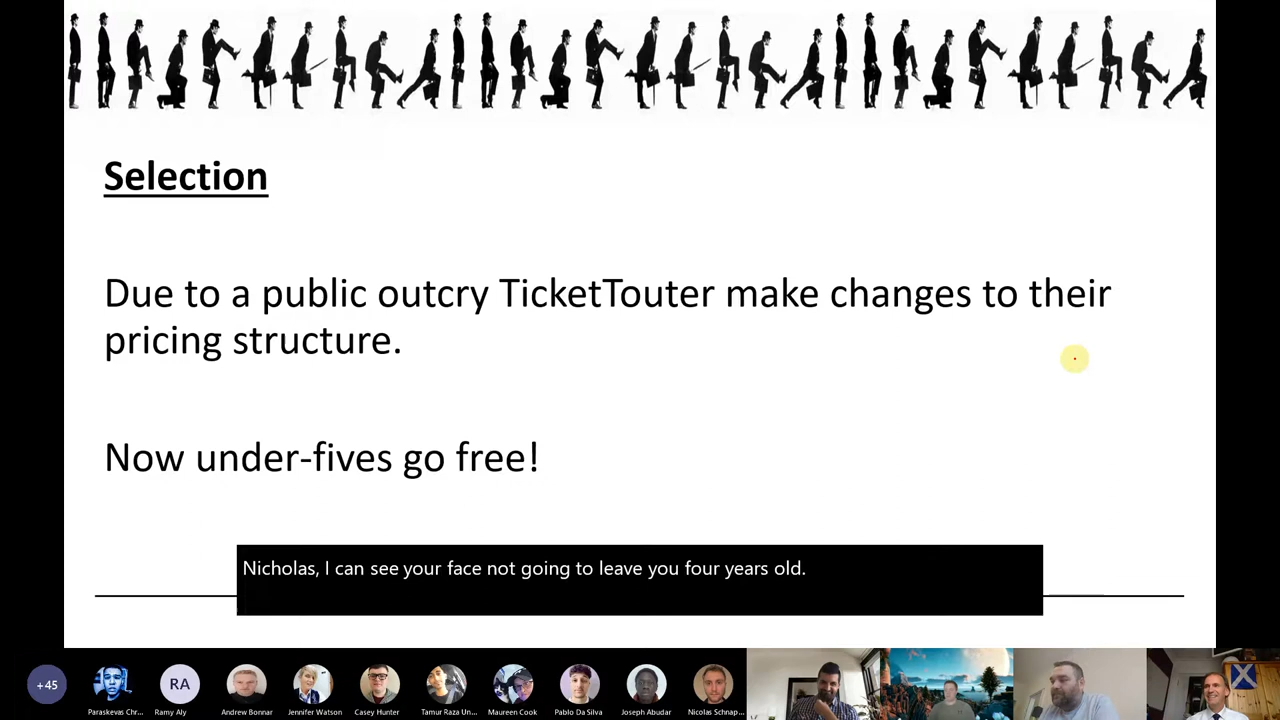 Selection
Due to a public outcry TicketTouter make changes to their
pricing structure.
Now under-fives go free!
Nicholas, I can see your face not going to leave you four years old.
+45
RA
Paraskevas Chr...
Ramy Aly
Andrew Bonnar
Jennifer Watson
Casey Hunter
Tamur Raza Un...
Maureen Cook
Pablo Da Silva
Joseph Abudar
Nicolas Schnap...